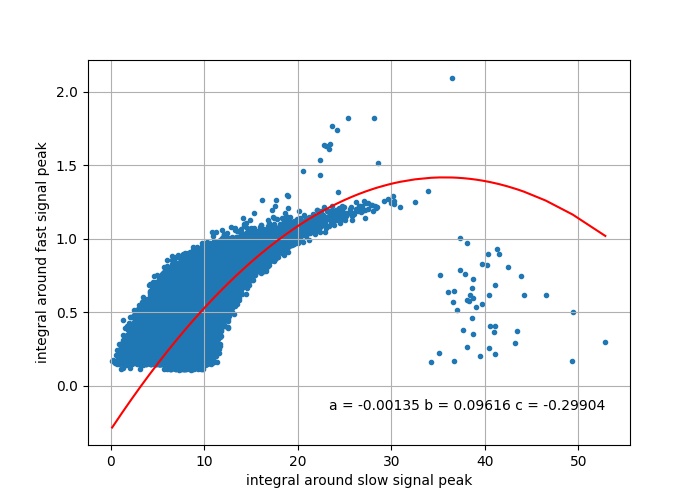 integral around fast signal peak
2.0
1.5
1.0
0.5
0.0
a = -0.00135 b = 0.09616 c = -0.29904
0 10 20 30 40 50
integral around slow signal peak